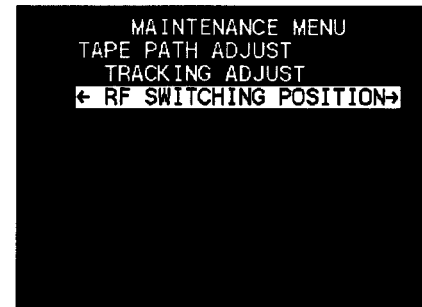 MAINTENANCE MENU
TAPE PATH ADJUST
TRACKING ADJUST
← RF SWITCHING POSITION→